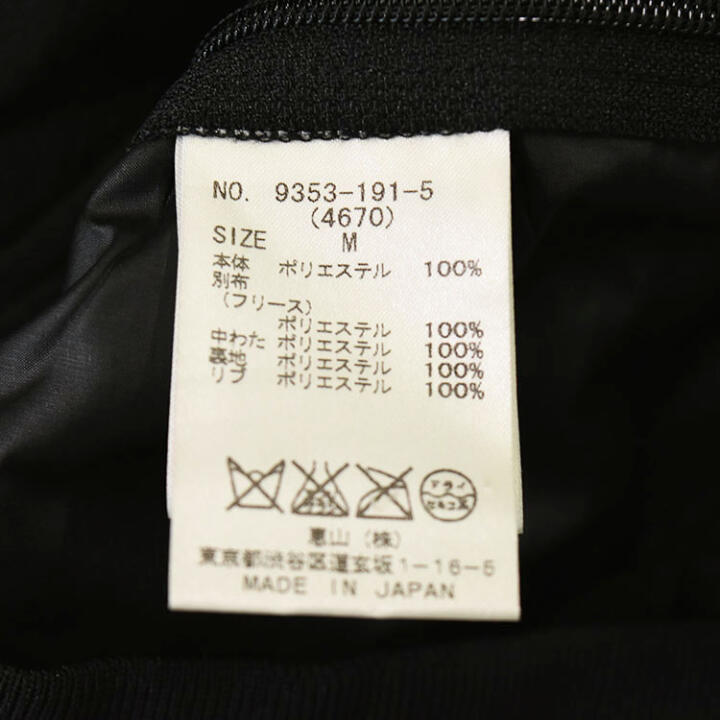 NO. 9353-191-5
(4670)
SIZE M
本体 ポリエステル 100%
別布
(フリース)
ポリエステル 100%
中わた ポリエステル 100%
裏地 ポリエステル 100%
リブ ポリエステル 100%
ドライ
セキユ系
恵山(株)
東京都渋谷区道玄坂1-16-5
MADE IN JAPAN